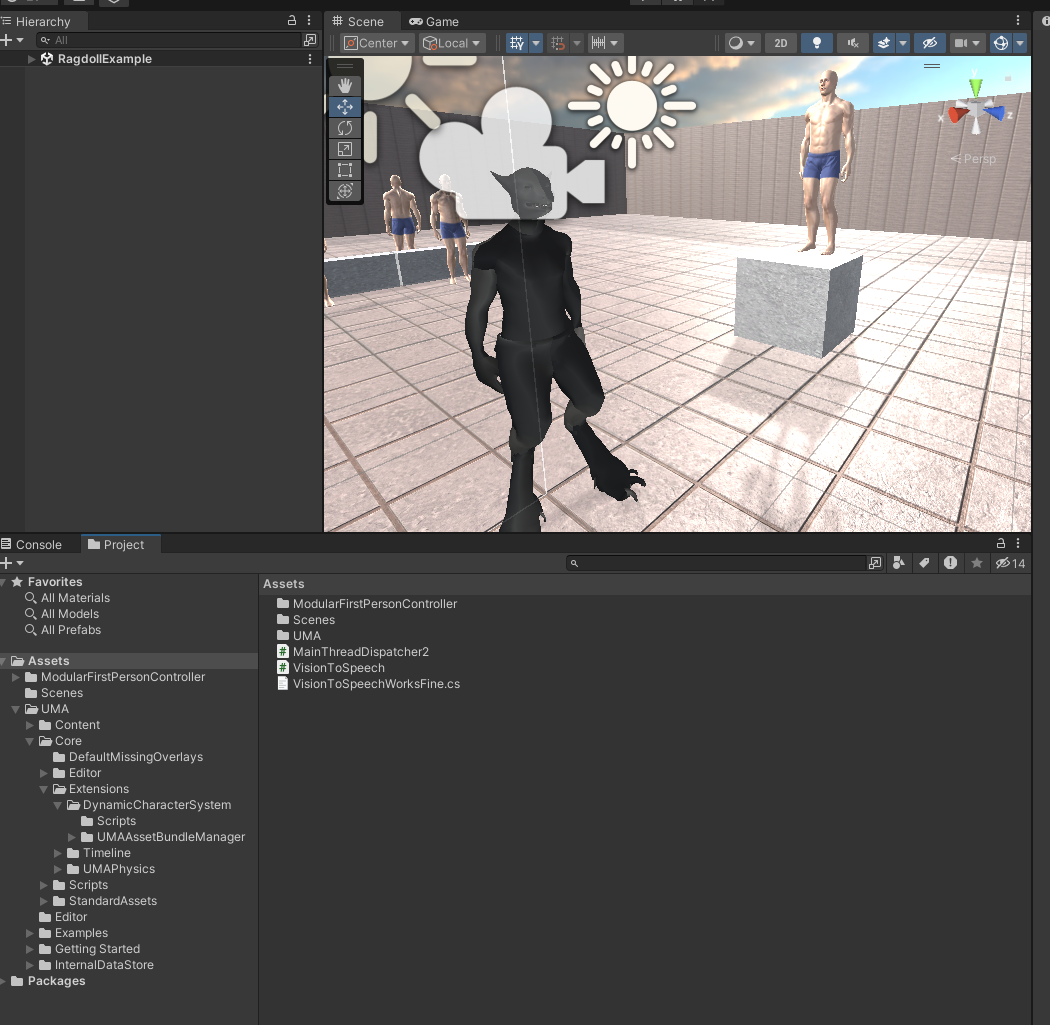 Hierarchy
All
RagdollExample
Scene Game
Center Local 2D
x z
Persp
Console Project
14
Favorites
All Materials
All Models
All Prefabs
Assets
ModularFirstPersonController
Scenes
UMA
Content
Core
DefaultMissingOverlays
Editor
Extensions
DynamicCharacterSystem
Scripts
UMAAssetBundleManager
Timeline
UMAPhysics
Scripts
StandardAssets
Editor
Examples
Getting Started
InternalDataStore
Packages
Assets
ModularFirstPersonController
Scenes
UMA
MainThreadDispatcher2
VisionToSpeech
VisionToSpeechWorksFine.cs